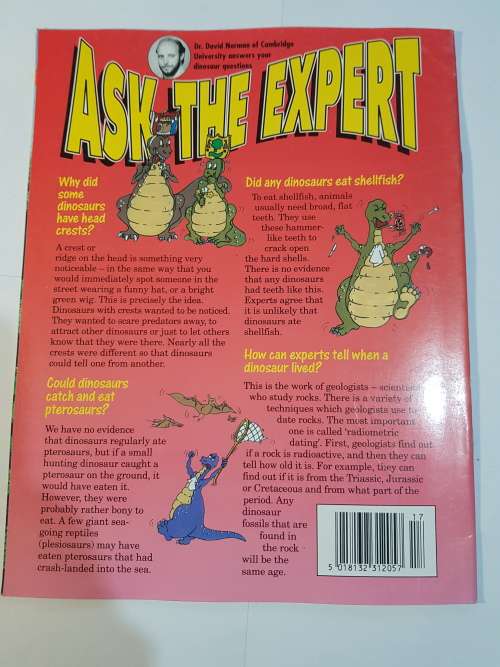 Dr. David Norman of Cambridge
University answers your
dinosaur questions
ASK THE EXPERT
Why did
some
dinosaurs
have head
crests?
A crest or
ridge on the head is something very
noticeable – in the same way that you
would immediately spot someone in the
street wearing a funny hat, or a bright
green wig. This is precisely the idea.
Dinosaurs with crests wanted to be noticed.
They wanted to scare predators away, to
attract other dinosaurs or just to let others
know that they were there. Nearly all the
crests were different so that dinosaurs
could tell one from another.
Could dinosaurs
catch and eat
pterosaurs?
We have no evidence
that dinosaurs regularly ate
pterosaurs, but if a small
hunting dinosaur caught a
pterosaur on the ground, it
would have eaten it.
However, they were
probably rather bony to
eat. A few giant sea-
going reptiles
(plesiosaurs) may have
eaten pterosaurs that had
crash-landed into the sea.
Did any dinosaurs eat shellfish?
To eat shellfish, animals
usually need broad, flat
teeth. They use
these hammer-
like teeth to
crack open
the hard shells.
There is no evidence
that any dinosaurs
had teeth like this.
Experts agree that
it is unlikely that
dinosaurs ate
shellfish.
How can experts tell when a
dinosaur lived?
This is the work of geologists – scientists
who study rocks. There is a variety of
techniques which geologists use to
date rocks. The most important
one is called 'radiometric
dating'. First, geologists find out
if a rock is radioactive, and then they can
tell how old it is. For example, they can
find out if it is from the Triassic, Jurassic
or Cretaceous and from what part of the
period. Any
dinosaur
fossils that are
found in
the rock
will be the
same age.
17
5 018132 312057